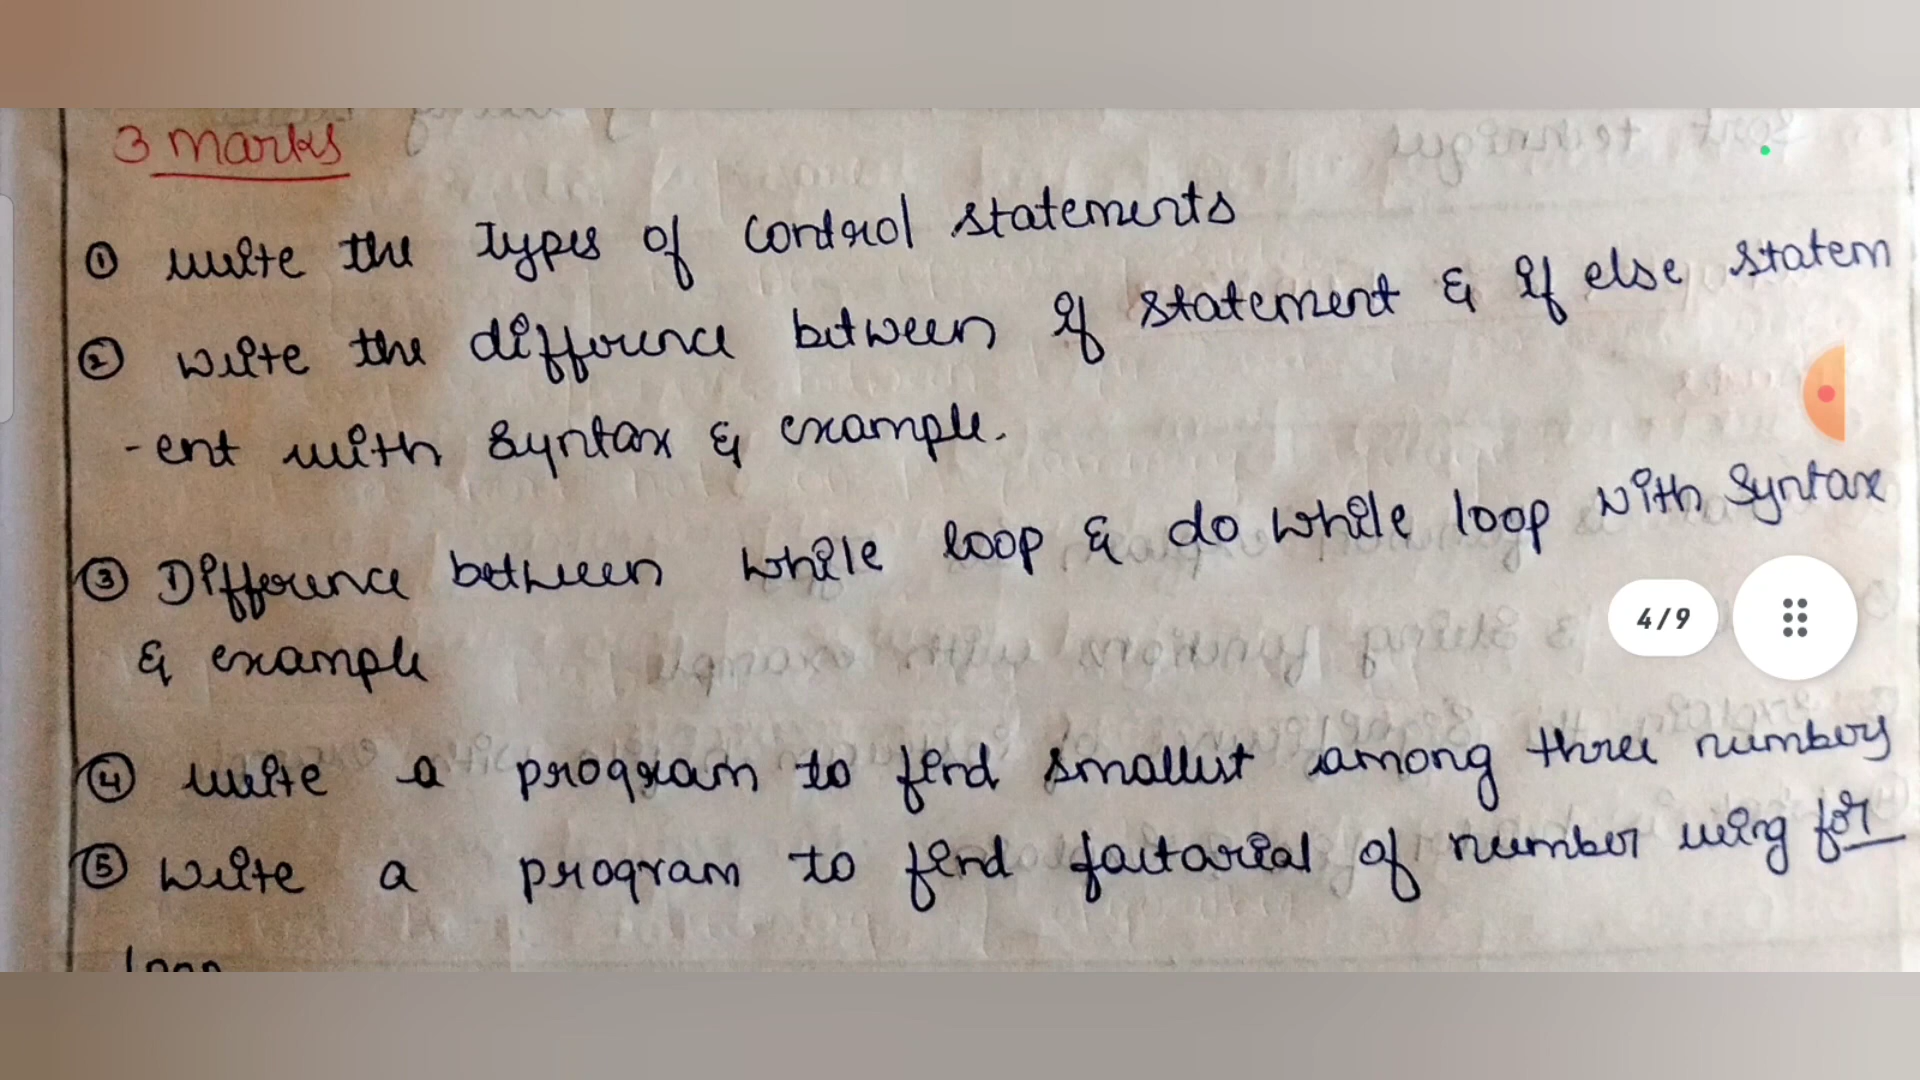 3 marks
① write the Types of control statements
② write the difference between if statement & if else statem
-ent with syntax & example.
③ Difference between while loop & do while loop with syntax
& example
4/9
④ write a program to find smallest among three numbers
⑤ write a program to find factorial of number using for
loop